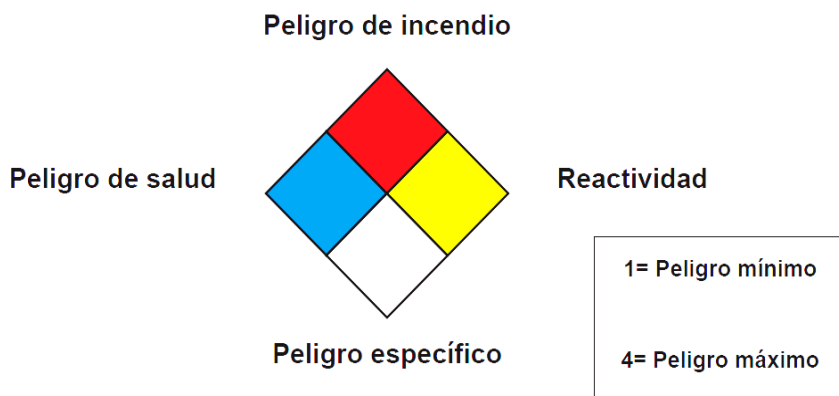 Peligro de incendio
Peligro de salud
Reactividad
Peligro específico
1= Peligro mínimo
4= Peligro máximo